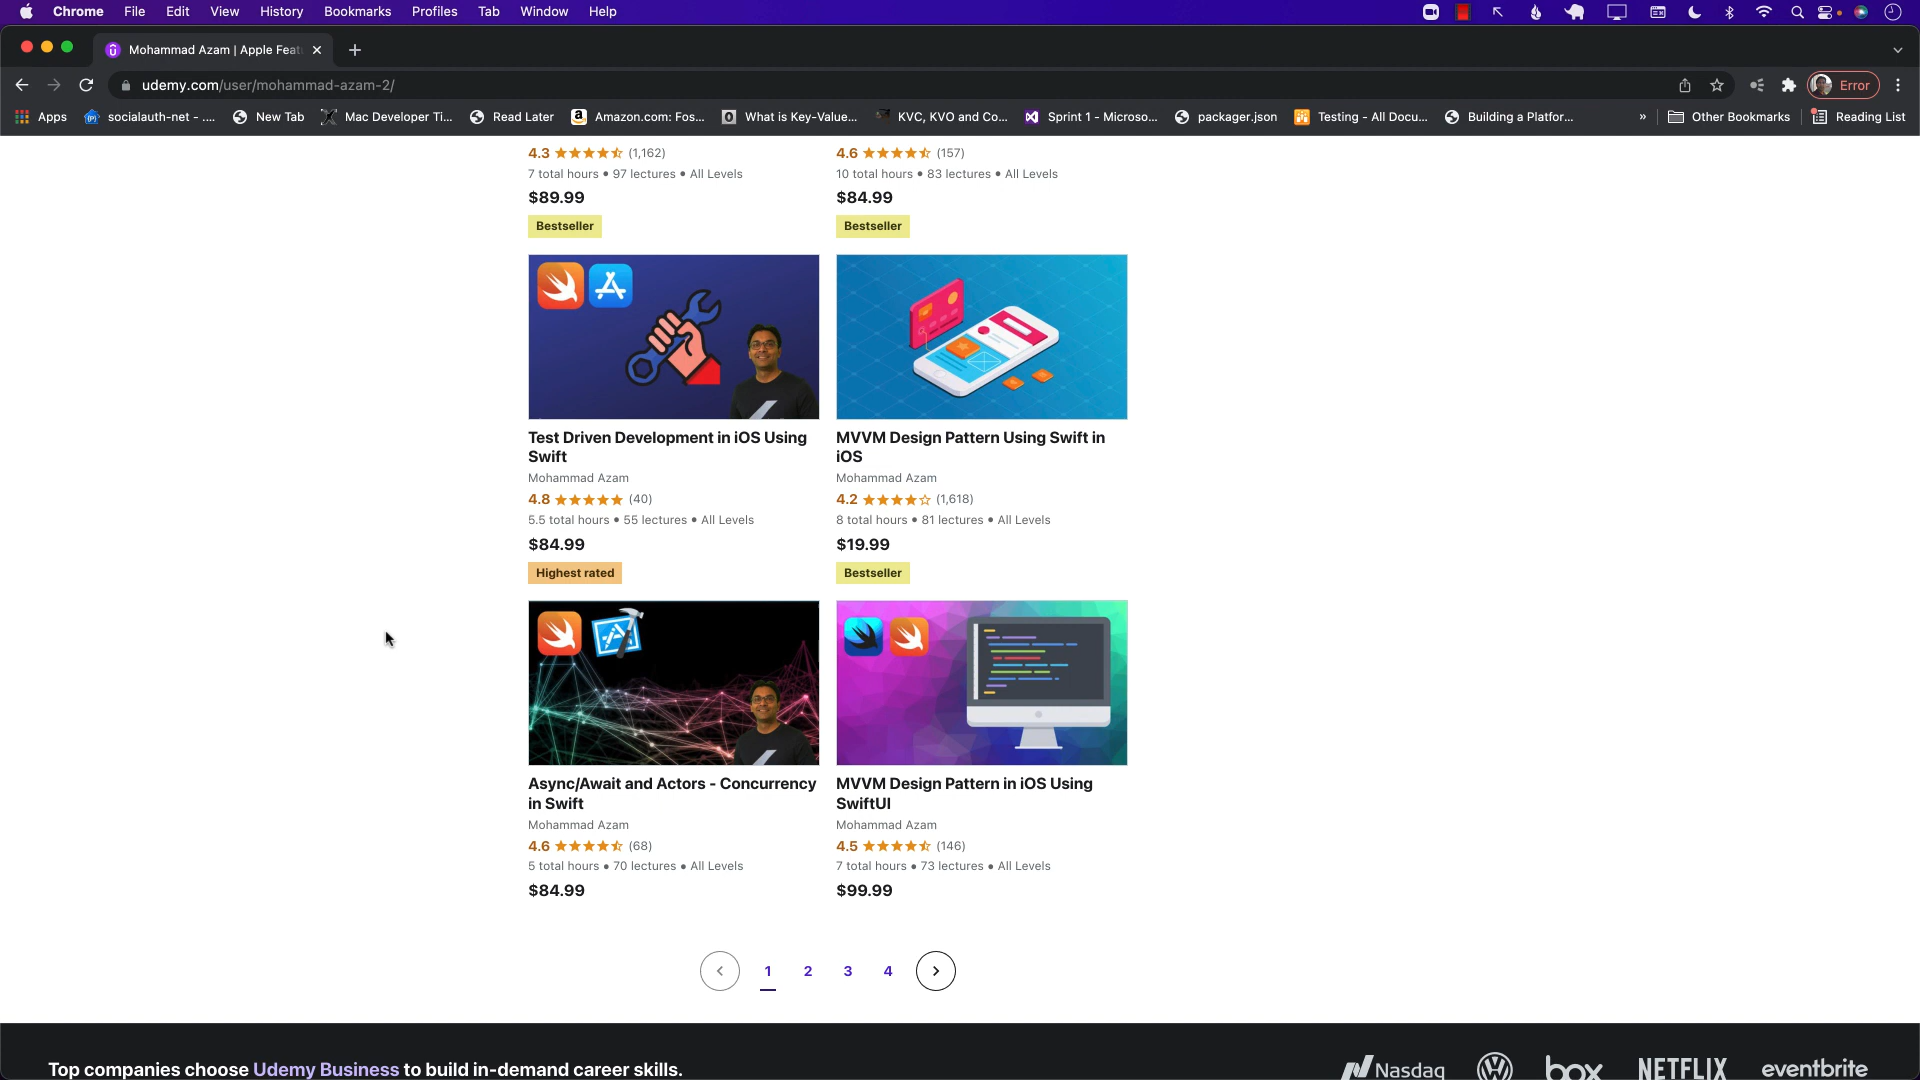 Chrome File Edit View History Bookmarks Profiles Tab Window Help
Mohammad Azam | Apple Feat
udemy.com/user/mohammad-azam-2/ Error
Apps socialauth-net - .... New Tab Mac Developer Ti... Read Later Amazon.com: Fos... What is Key-Value... KVC, KVO and Co... Sprint 1 - Microso... packager.json Testing - All Docu... Building a Platfor... » Other Bookmarks Reading List
4.3 (1,162)
7 total hours • 97 lectures • All Levels
$89.99
Bestseller
4.6 (157)
10 total hours • 83 lectures • All Levels
$84.99
Bestseller
Test Driven Development in iOS Using
Swift
Mohammad Azam
4.8 (40)
5.5 total hours • 55 lectures • All Levels
$84.99
Highest rated
MVVM Design Pattern Using Swift in
iOS
Mohammad Azam
4.2 (1,618)
8 total hours • 81 lectures • All Levels
$19.99
Bestseller
Async/Await and Actors - Concurrency
in Swift
Mohammad Azam
4.6 (68)
5 total hours • 70 lectures • All Levels
$84.99
MVVM Design Pattern in iOS Using
SwiftUI
Mohammad Azam
4.5 (146)
7 total hours • 73 lectures • All Levels
$99.99
1 2 3 4
Top companies choose Udemy Business to build in-demand career skills.
Nasdaq box NETFLIX eventbrite